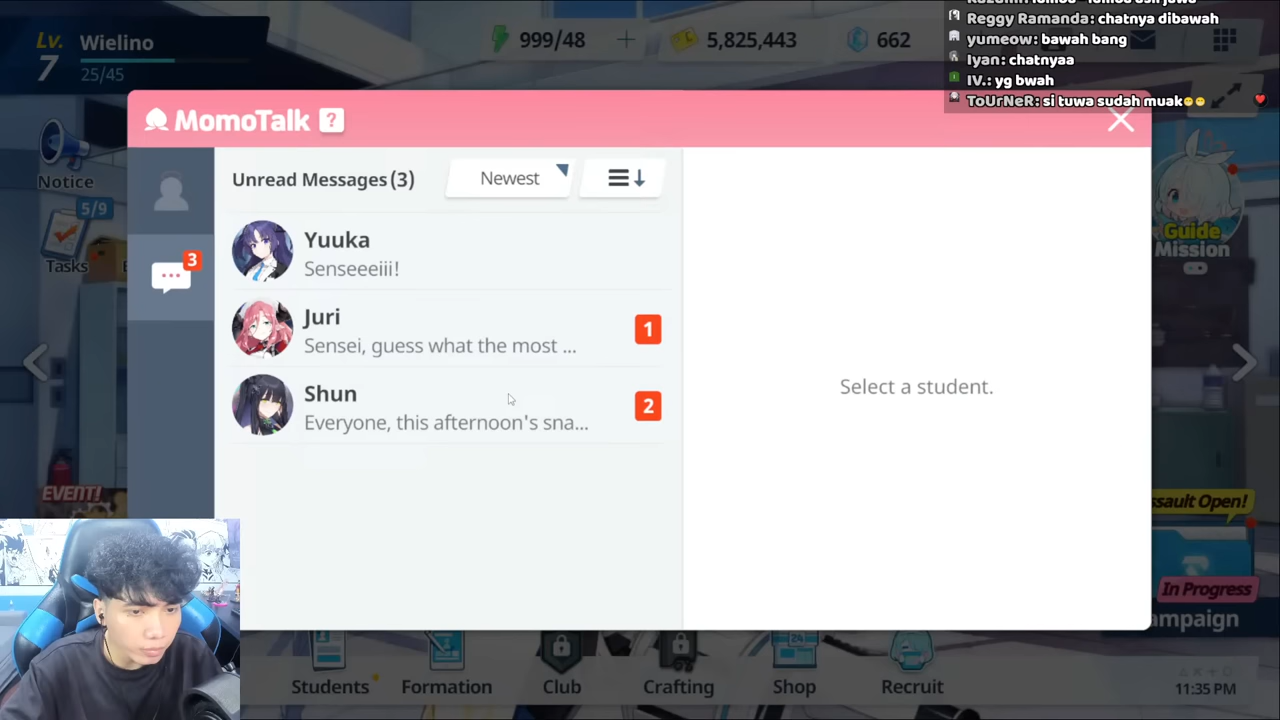 Reggy Ramanda: chatnya dibawah
yumeow: bawah bang
Iyan: chatnyaa
IV.: yg bwah
ToUrNeR: si tuwa sudah muak
Lv. 7
Wielino
25/45
999/48
5,825,443
662
MomoTalk ?
Notice
5/9
Tasks
3
Unread Messages (3)
Newest
Yuuka
Senseeeiii!
Juri
Sensei, guess what the most ...
1
Shun
Everyone, this afternoon's sna...
2
Select a student.
Guide
Mission
EVENT!
ssault Open!
In Progress
ampaign
Students
Formation
Club
Crafting
24
Shop
Recruit
11:35 PM